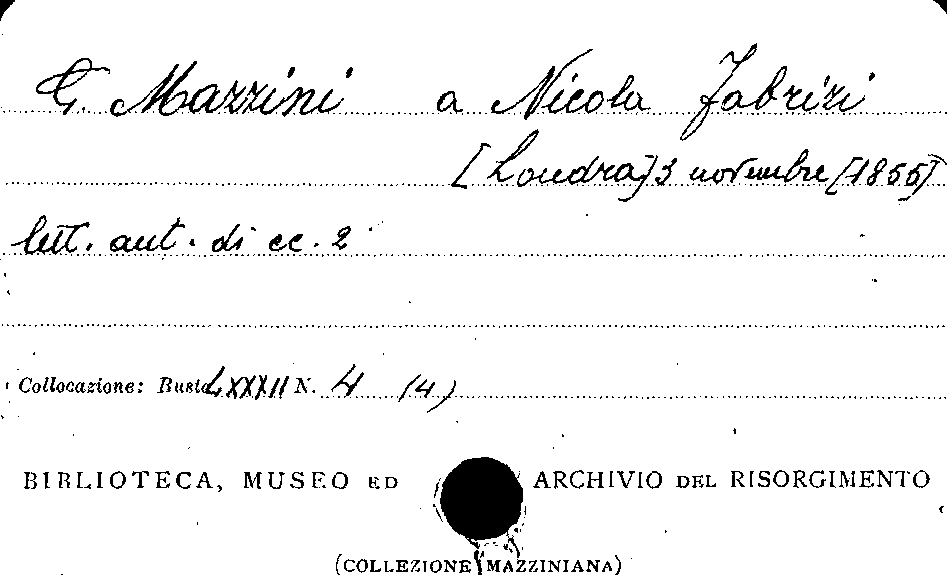 G. Mazzini a Nicola Fabrizi
[Londra] 3 novembre [1855]
lett. aut. di cc. 2
Collocazione: Busta LXXXII N. 4 (4)
BIBLIOTECA, MUSEO ED ARCHIVIO DEL RISORGIMENTO
(COLLEZIONE MAZZINIANA)